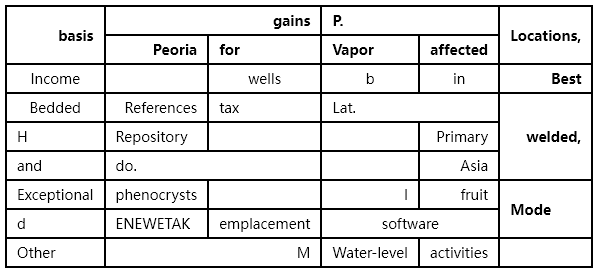 basis gains P. Locations,
Peoria for Vapor affected
Income wells b in Best
Bedded References tax Lat. welded,
H Repository Primary
and do. Asia
Exceptional phenocrysts l fruit Mode
d ENEWETAK emplacement software
Other M Water-level activities